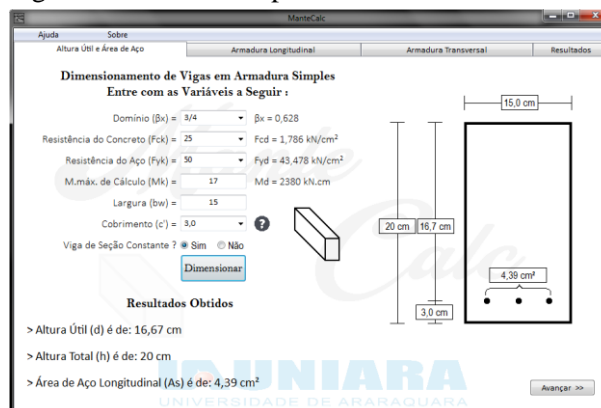 ManteCalc
Ajuda Sobre
Altura Útil e Área de Aço Armadura Longitudinal Armadura Transversal Resultados
Dimensionamento de Vigas em Armadura Simples
Entre com as Variáveis a Seguir :
Domínio (βx) = 3/4 βx = 0,628
Resistência do Concreto (Fck) = 25 Fcd = 1,786 kN/cm²
Resistência do Aço (Fyk) = 50 Fyd = 43,478 kN/cm²
M.máx. de Cálculo (Mk) = 17 Md = 2380 kN.cm
Largura (bw) = 15
Cobrimento (c') = 3,0 ?
Viga de Seção Constante ? Sim Não
Dimensionar
Resultados Obtidos
> Altura Útil (d) é de: 16,67 cm
> Altura Total (h) é de: 20 cm
> Área de Aço Longitudinal (As) é de: 4,39 cm²
15,0 cm
20 cm 16,7 cm
4,39 cm²
3,0 cm
Avançar >>
Mante
Calc
UNIARA
UNIVERSIDADE DE ARARAQUARA